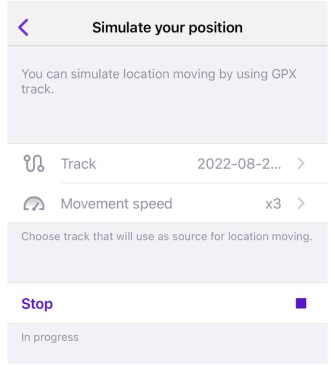 Simulate your position
You can simulate location moving by using GPX
track.
Track 2022-08-2...
Movement speed x3
Choose track that will use as source for location moving.
Stop
In progress